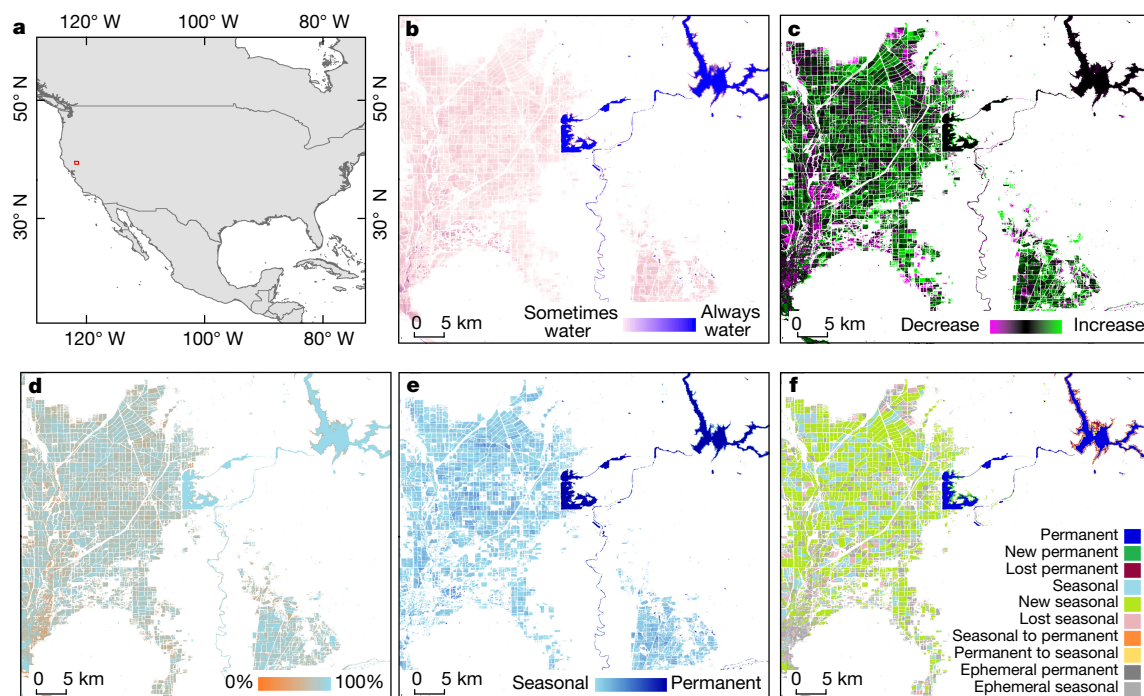 a
120° W
100° W
80° W
50° N
30° N
50° N
30° N
120° W
100° W
80° W
b
Sometimes water
Always water
0 5 km
c
Decrease
Increase
0 5 km
d
0 5 km
0%
100%
e
0 5 km
Seasonal
Permanent
f
0 5 km
Permanent
New permanent
Lost permanent
Seasonal
New seasonal
Lost seasonal
Seasonal to permanent
Permanent to seasonal
Ephemeral permanent
Ephemeral seasonal